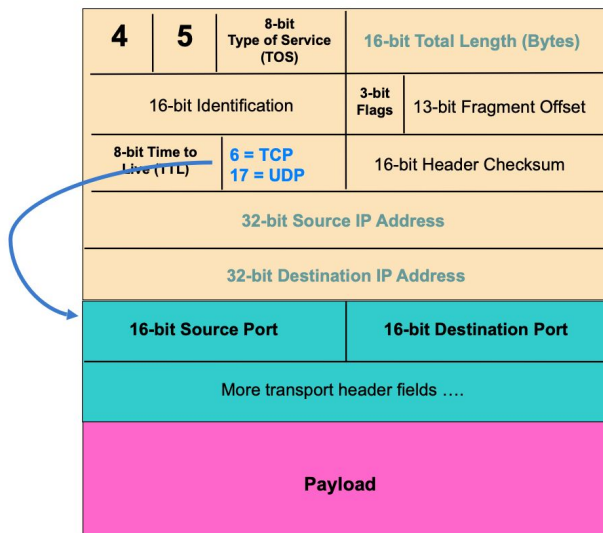 4
5
8-bit
Type of Service
(TOS)
16-bit Total Length (Bytes)
16-bit Identification
3-bit
Flags
13-bit Fragment Offset
8-bit Time to
Live (TTL)
6 = TCP
17 = UDP
16-bit Header Checksum
32-bit Source IP Address
32-bit Destination IP Address
16-bit Source Port
16-bit Destination Port
More transport header fields ….
Payload